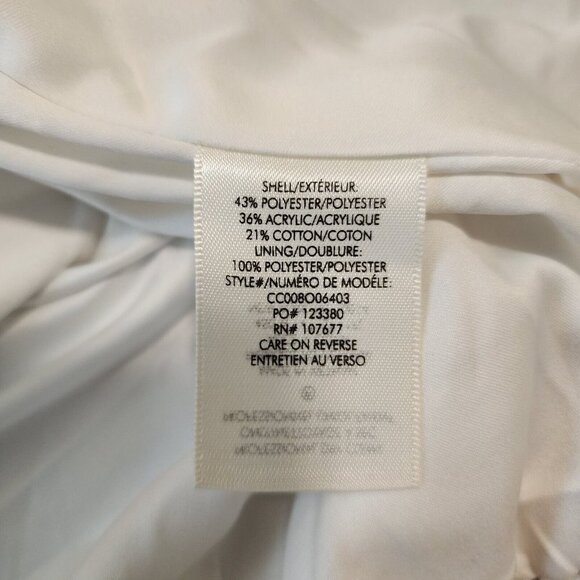 SHELL/EXTÉRIEUR:
43% POLYESTER/POLYESTER
36% ACRYLIC/ACRYLIQUE
21% COTTON/COTON
LINING/DOUBLURE:
100% POLYESTER/POLYESTER
STYLE#/NUMÉRO DE MODÉLE:
CC008O06403
PO# 123380
RN# 107677
CARE ON REVERSE
ENTRETIEN AU VERSO